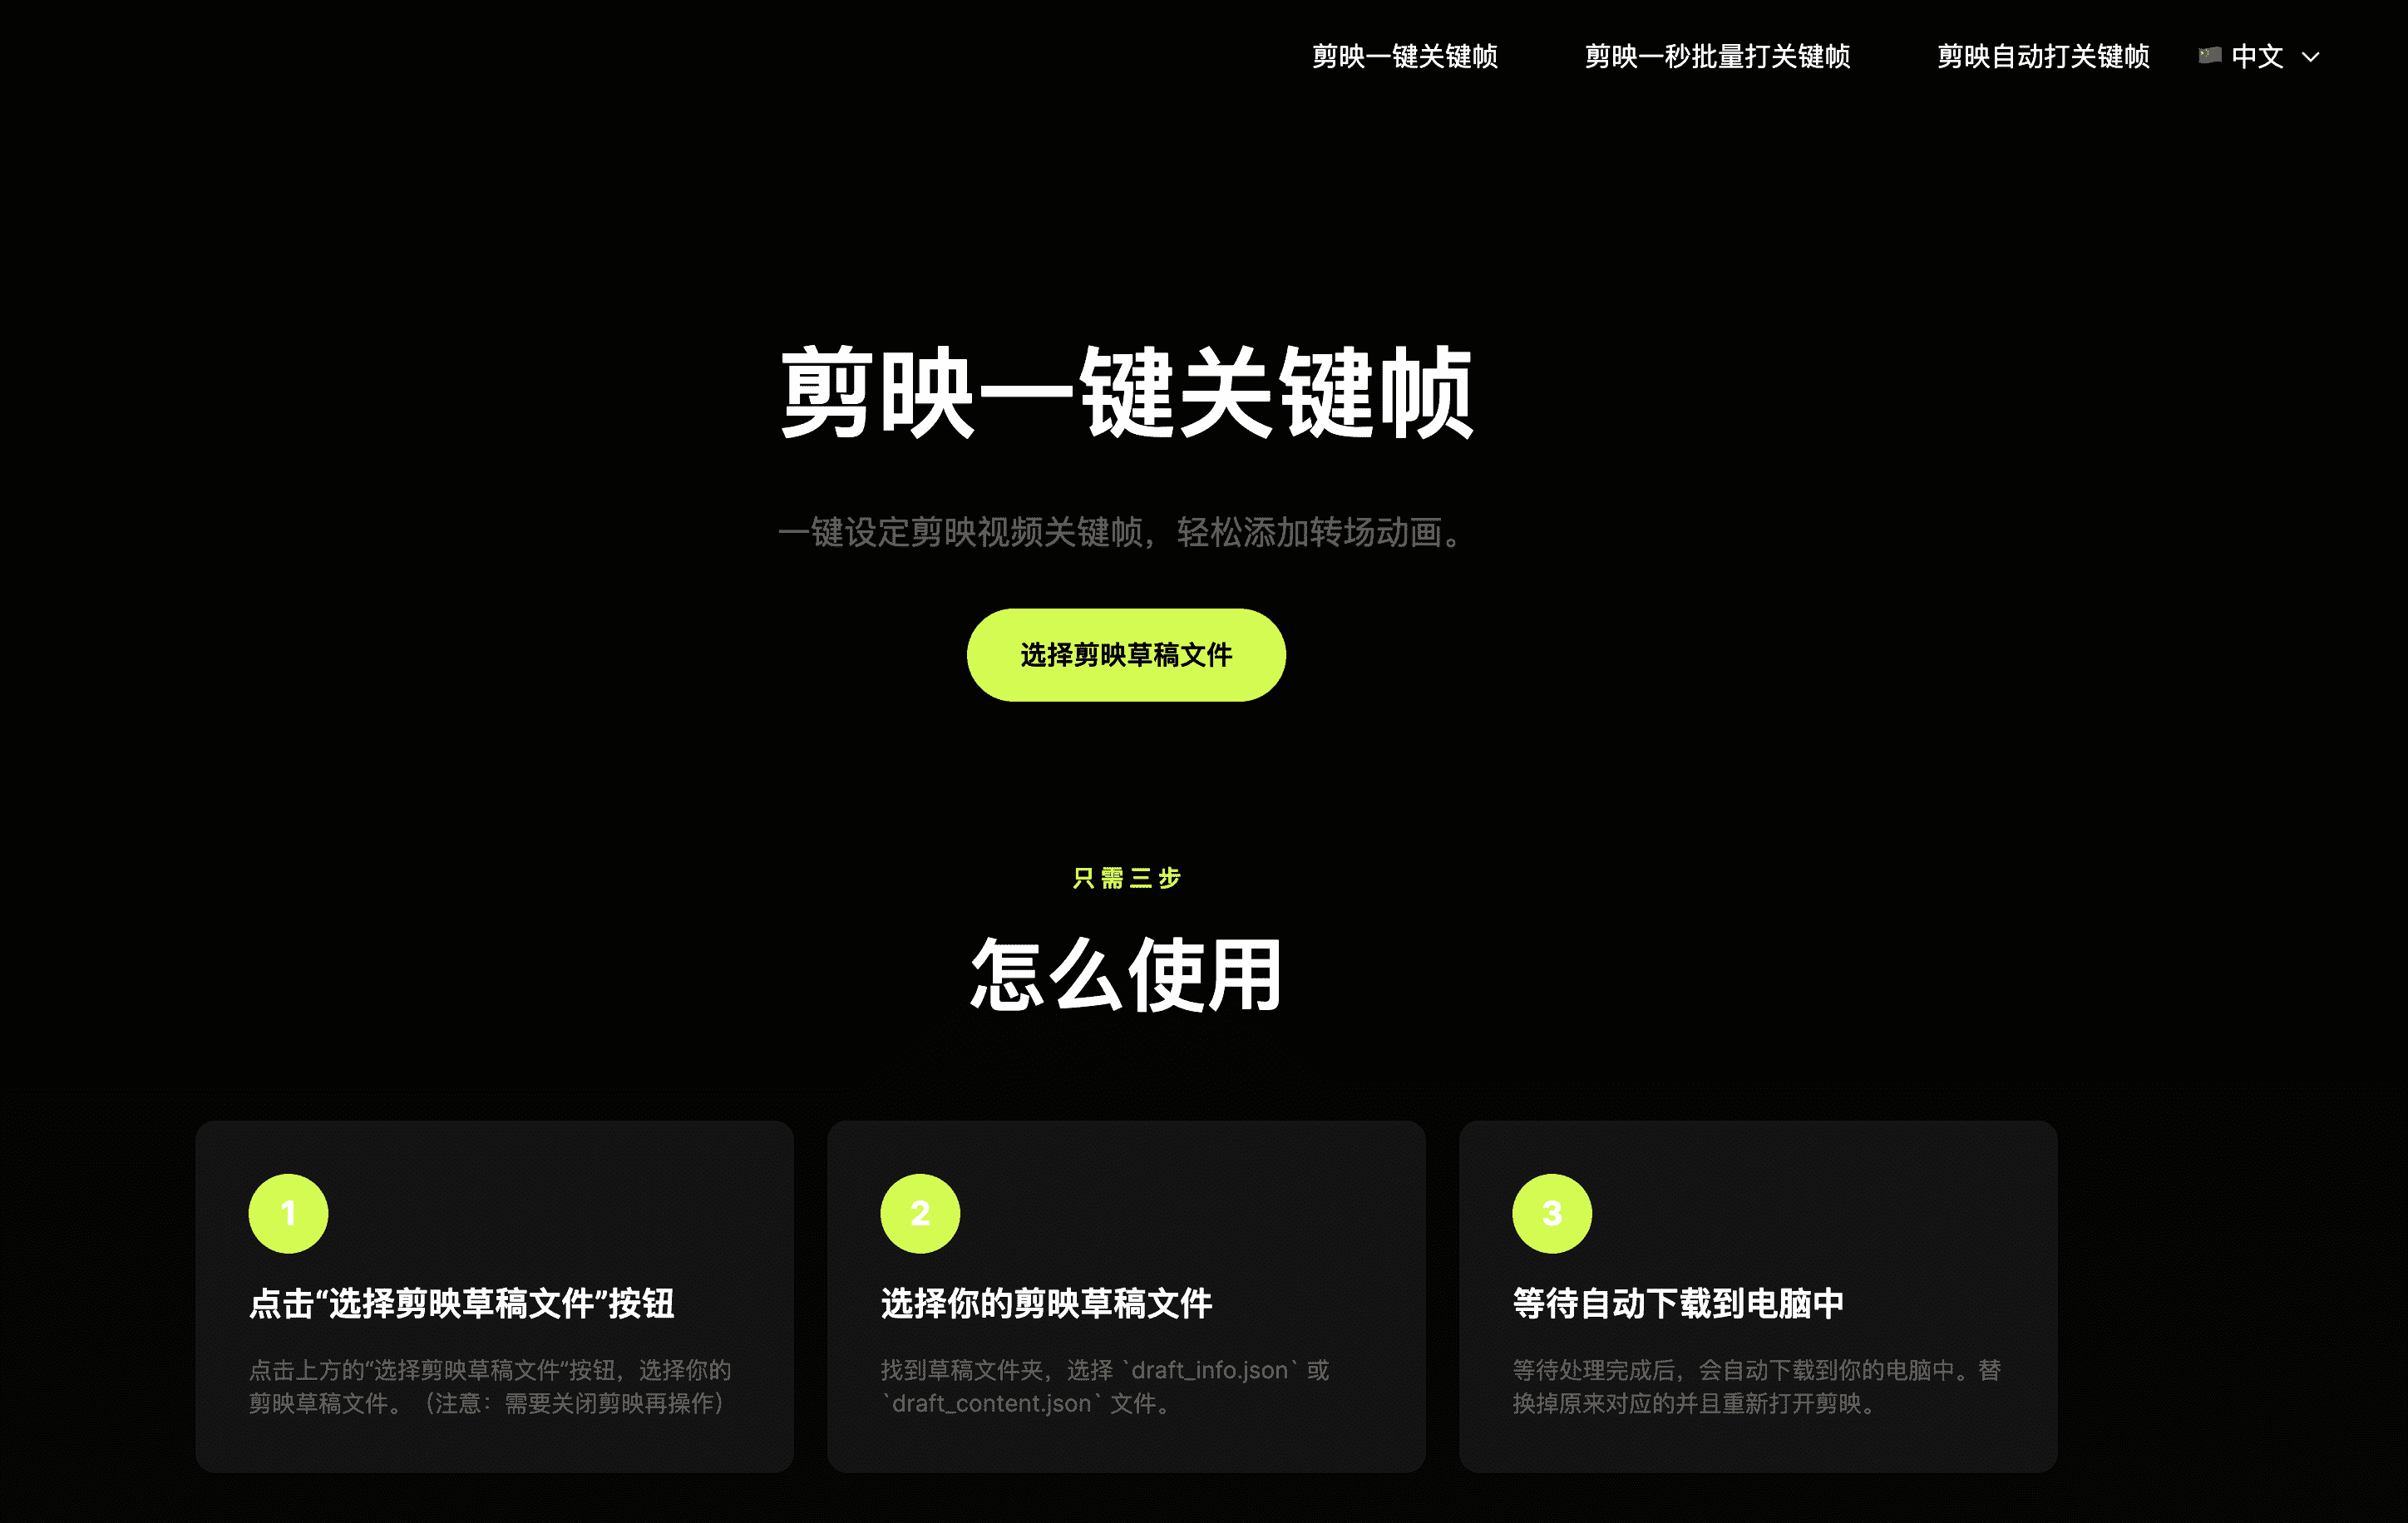 剪映一键关键帧
剪映一秒批量打关键帧
剪映自动打关键帧
中文
剪映一键关键帧
一键设定剪映视频关键帧，轻松添加转场动画。
选择剪映草稿文件
只需三步
怎么使用
1
点击“选择剪映草稿文件”按钮
点击上方的“选择剪映草稿文件“按钮，选择你的
剪映草稿文件。（注意：需要关闭剪映再操作）
2
选择你的剪映草稿文件
找到草稿文件夹，选择 `draft_info.json` 或
`draft_content.json` 文件。
3
等待自动下载到电脑中
等待处理完成后，会自动下载到你的电脑中。替
换掉原来对应的并且重新打开剪映。